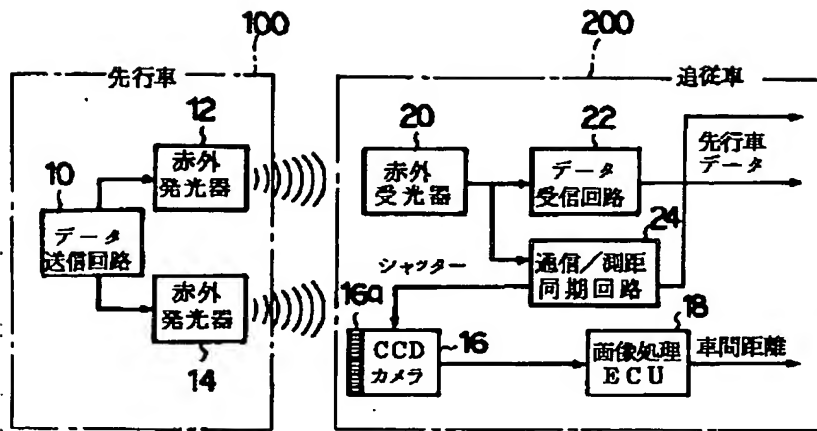 100
先行車
12
赤外
発光器
10
データ
送信回路
赤外
発光器
14
200
追従車
20
赤外
受光器
22
データ
受信回路
先行車
データ
24
通信/測距
同期回路
シャッター
16a
CCD
カメラ
16
18
画像処理
ECU
車間距離